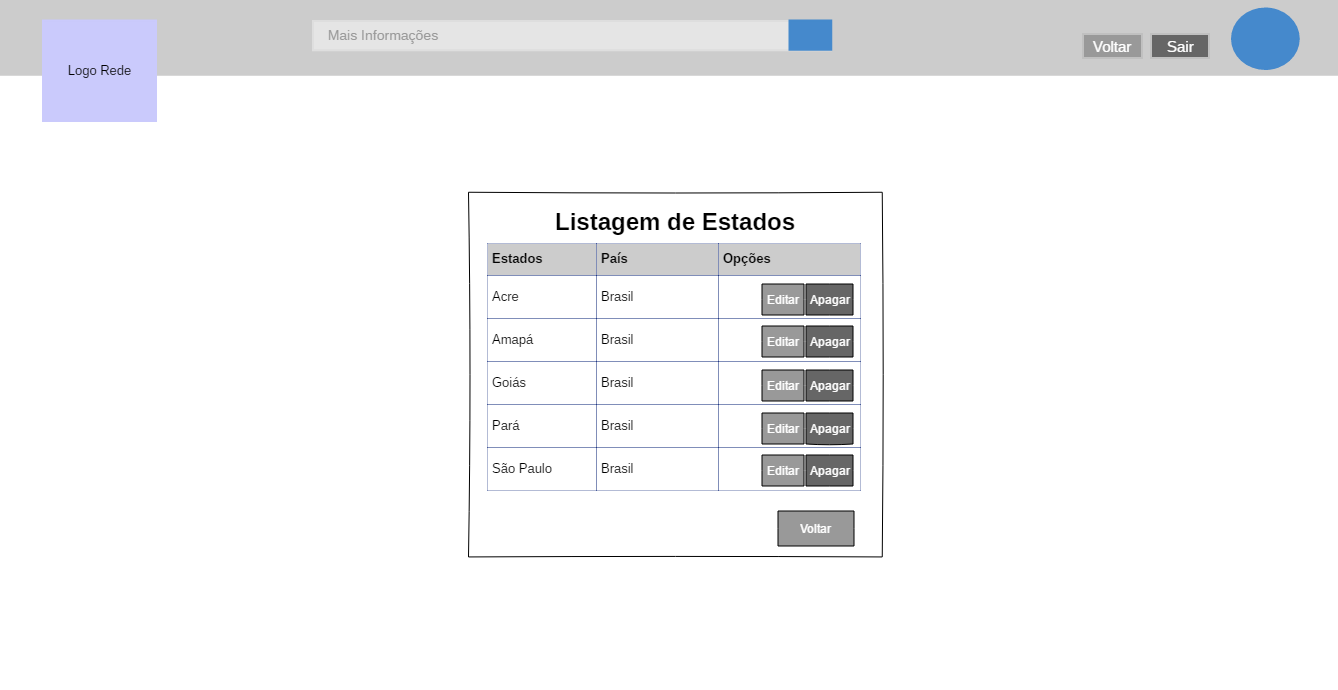 Mais Informações
Voltar
Sair
Logo Rede
Listagem de Estados
Estados País Opções
Acre Brasil Editar Apagar
Amapá Brasil Editar Apagar
Goiás Brasil Editar Apagar
Pará Brasil Editar Apagar
São Paulo Brasil Editar Apagar
Voltar